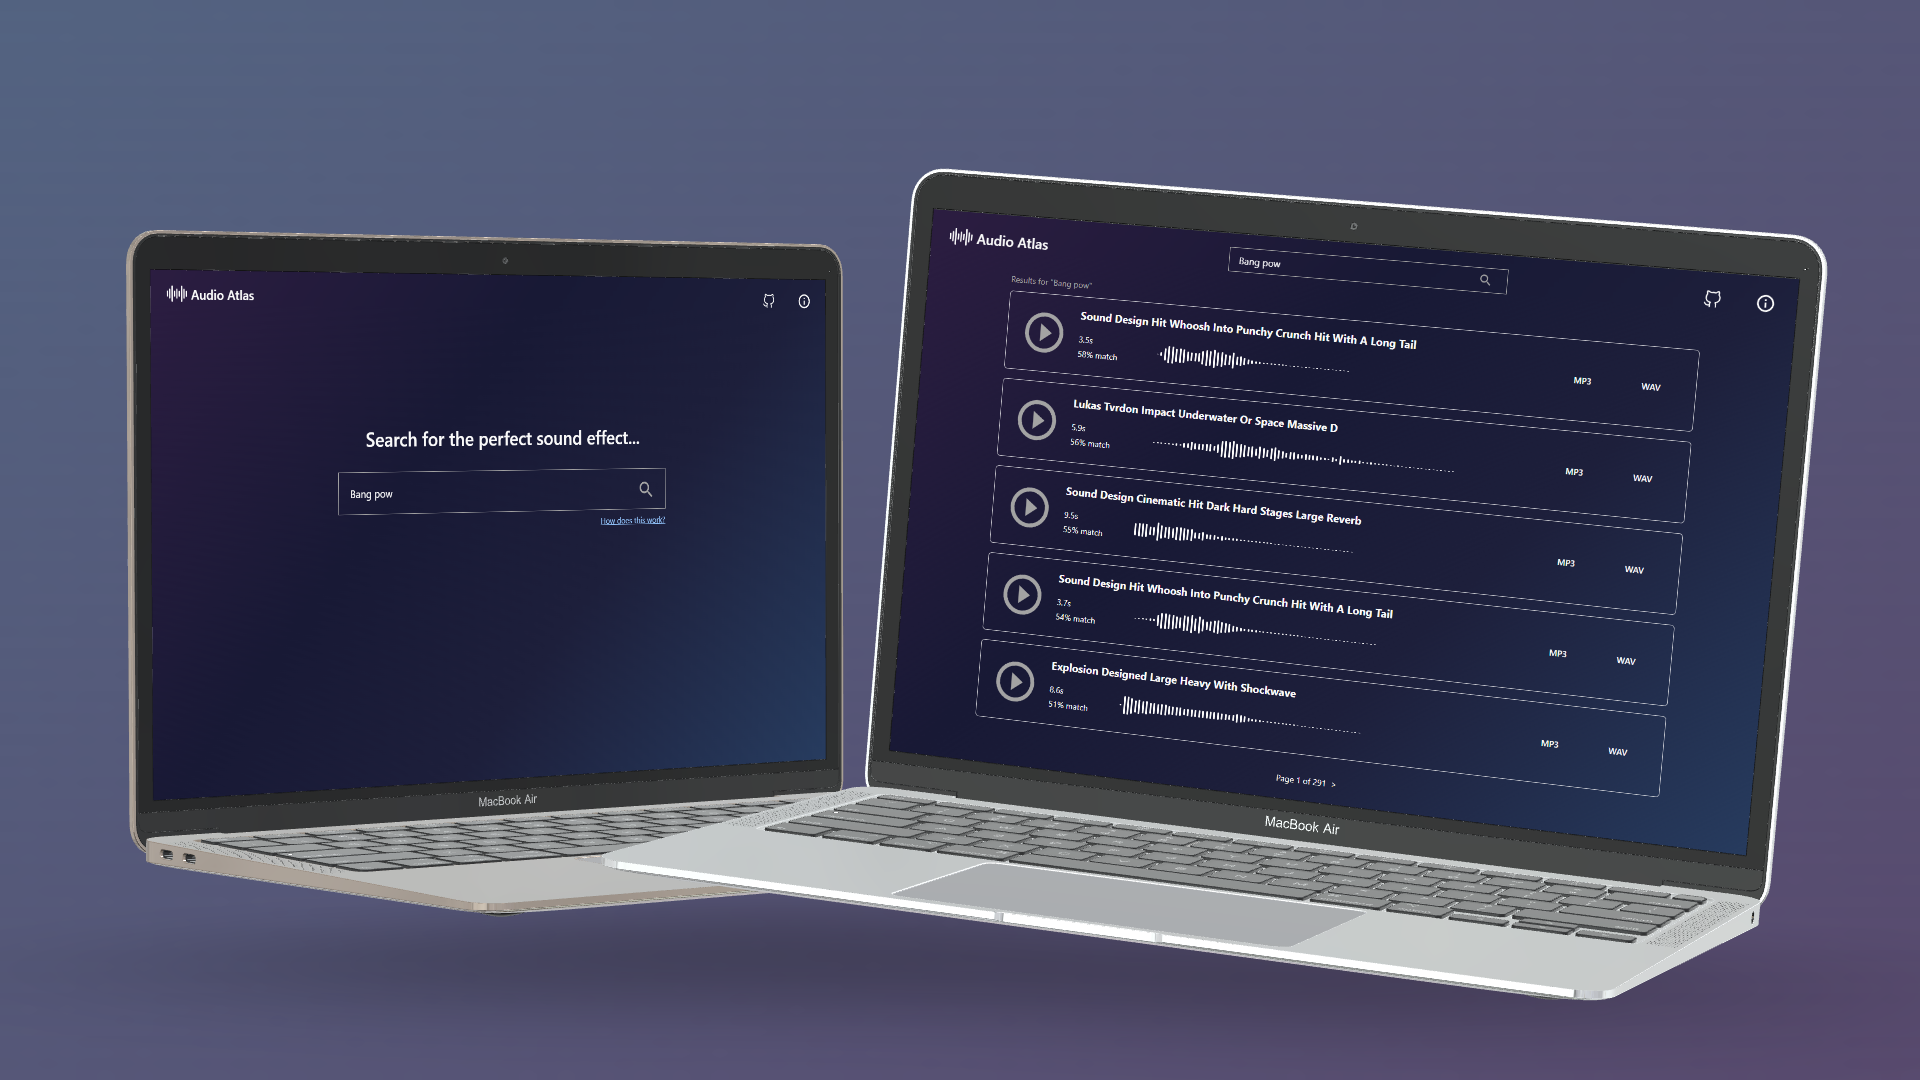 Audio Atlas
Search for the perfect sound effect...
Bang pow
How does this work?
MacBook Air
Audio Atlas
Bang pow
Results for "Bang pow"
Sound Design Hit Whoosh Into Punchy Crunch Hit With A Long Tail
3.5s
58% match
MP3 WAV
Lukas Tvrdon Impact Underwater Or Space Massive D
5.9s
56% match
MP3 WAV
Sound Design Cinematic Hit Dark Hard Stages Large Reverb
9.5s
55% match
MP3 WAV
Sound Design Hit Whoosh Into Punchy Crunch Hit With A Long Tail
3.7s
54% match
MP3 WAV
Explosion Designed Large Heavy With Shockwave
8.6s
51% match
MP3 WAV
Page 1 of 291 >
MacBook Air